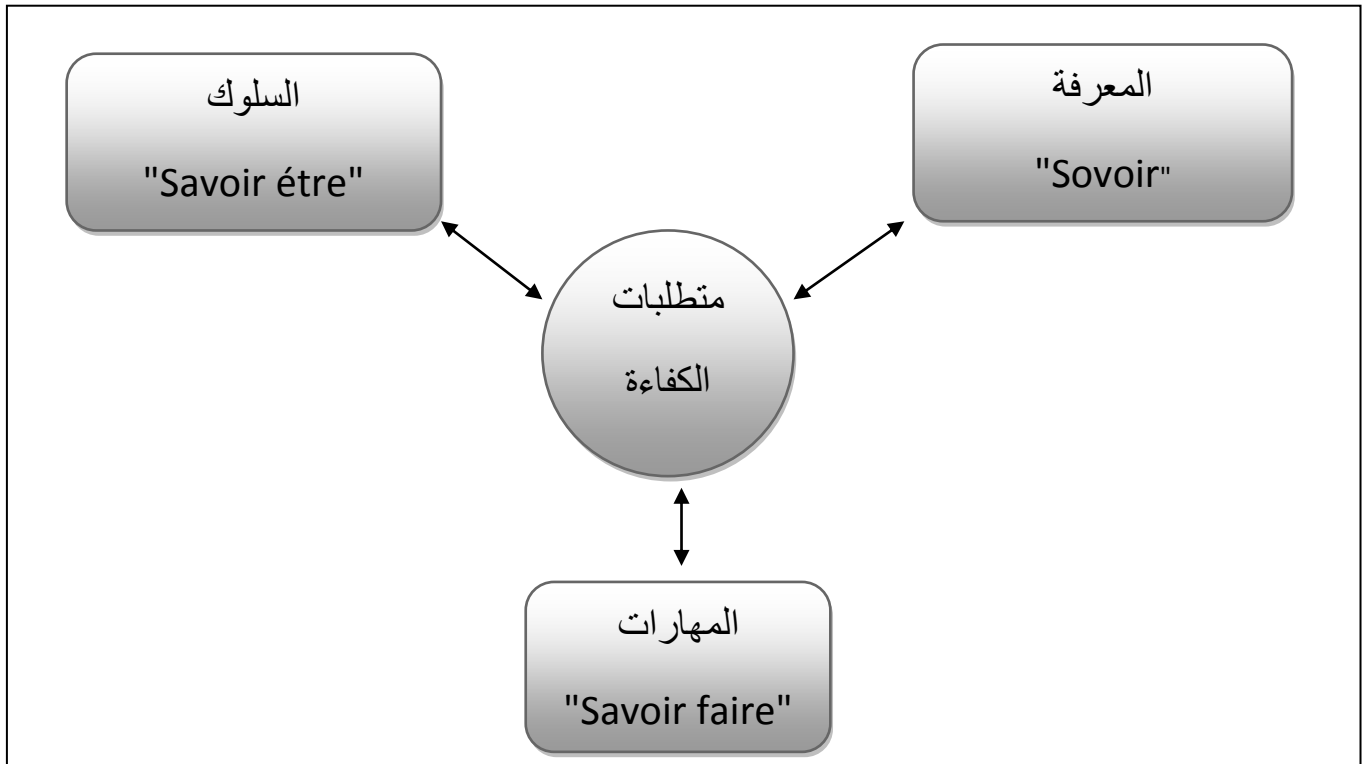 المعرفة
"Sovoir"
السلوك
"Savoir étre"
متطلبات
الكفاءة
المهارات
"Savoir faire"